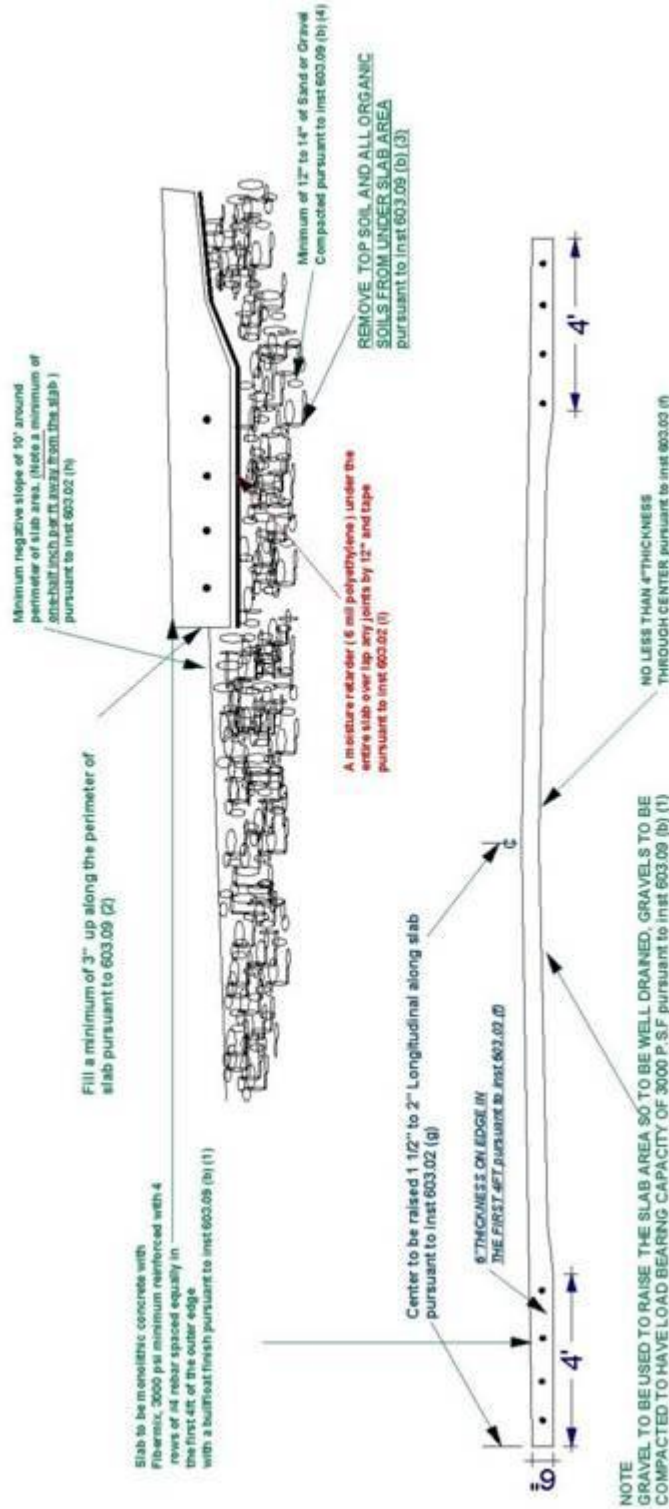 Minimum negative slope of 10' around
perimeter of slab area. (Note a minimum of
one-half inch per ft away from the slab )
pursuant to inst 603.02 (h)
Fill a minimum of 3" up along the perimeter of
slab pursuant to 603.09 (2)
Slab to be monolithic concrete with
Fibermix, 3000 psi minimum reinforced with 4
rows of #4 rebar spaced equally in
the first 4ft of the outer edge
with a bullfloat finish pursuant to inst 603.09 (b) (1)
Minimum of 12" to 14" of Sand or Gravel
Compacted pursuant to inst 603.09 (b) (4)
REMOVE TOP SOIL AND ALL ORGANIC
SOILS FROM UNDER SLAB AREA
pursuant to inst 603.09 (b) (3)
A moisture retarder ( 6 mil polyethylene ) under the
entire slab over lap any joints by 12" and tape
pursuant to inst 603.02 (i)
Center to be raised 1 1/2" to 2" Longitudinal along slab
pursuant to inst 603.02 (g)
6" THICKNESS ON EDGE IN
THE FIRST 4FT pursuant to inst 603.02 (f)
6"
4'
4'
NO LESS THAN 4" THICKNESS
THROUGH CENTER pursuant to inst 603.03 (f)
NOTE
GRAVEL TO BE USED TO RAISE THE SLAB AREA SO TO BE WELL DRAINED, GRAVELS TO BE
COMPACTED TO HAVE LOAD BEARING CAPACITY OF 3000 P.S.F pursuant to inst 603.09 (b) (1)